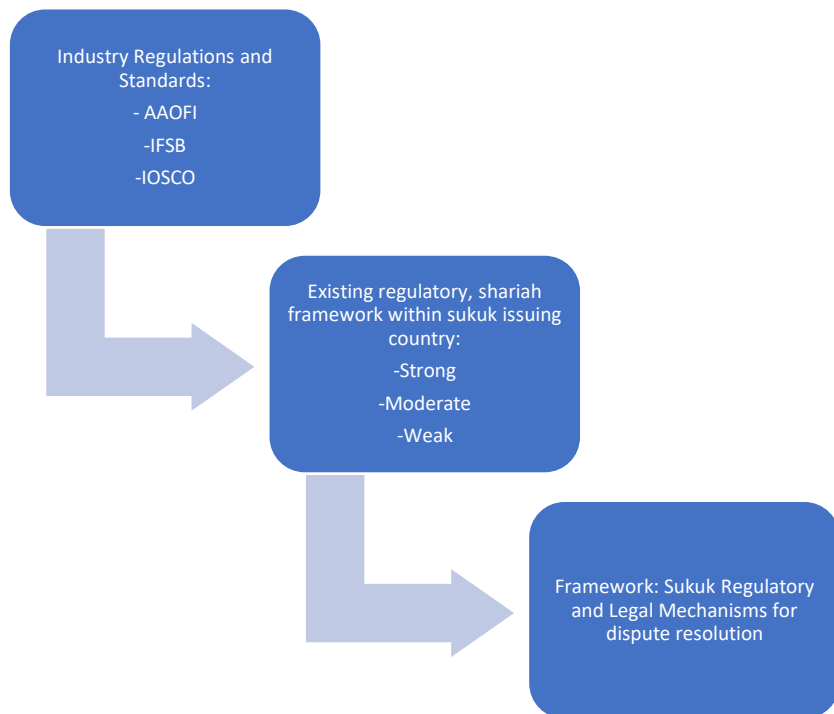 Industry Regulations and
Standards:
- AAOFI
-IFSB
-IOSCO
Existing regulatory, shariah
framework within sukuk issuing
country:
-Strong
-Moderate
-Weak
Framework: Sukuk Regulatory
and Legal Mechanisms for
dispute resolution